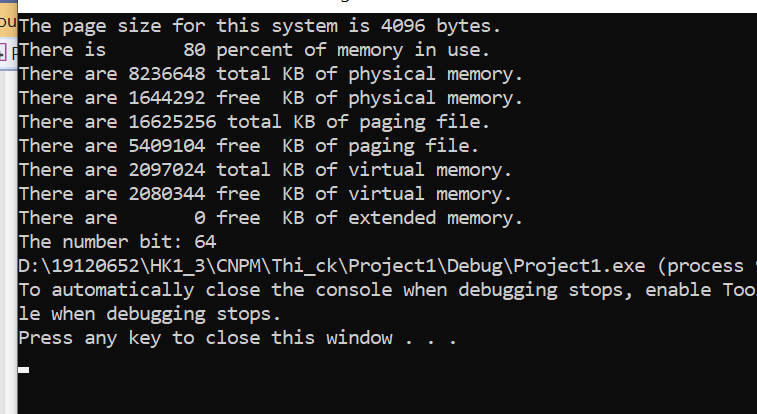 The page size for this system is 4096 bytes.
There is       80 percent of memory in use.
There are 8236648 total KB of physical memory.
There are 1644292 free  KB of physical memory.
There are 16625256 total KB of paging file.
There are 5409104 free  KB of paging file.
There are 2097024 total KB of virtual memory.
There are 2080344 free  KB of virtual memory.
There are       0 free  KB of extended memory.
The number bit: 64
D:\19120652\HK1_3\CNPM\Thi_ck\Project1\Debug\Project1.exe (process
To automatically close the console when debugging stops, enable Too
le when debugging stops.
Press any key to close this window . . .